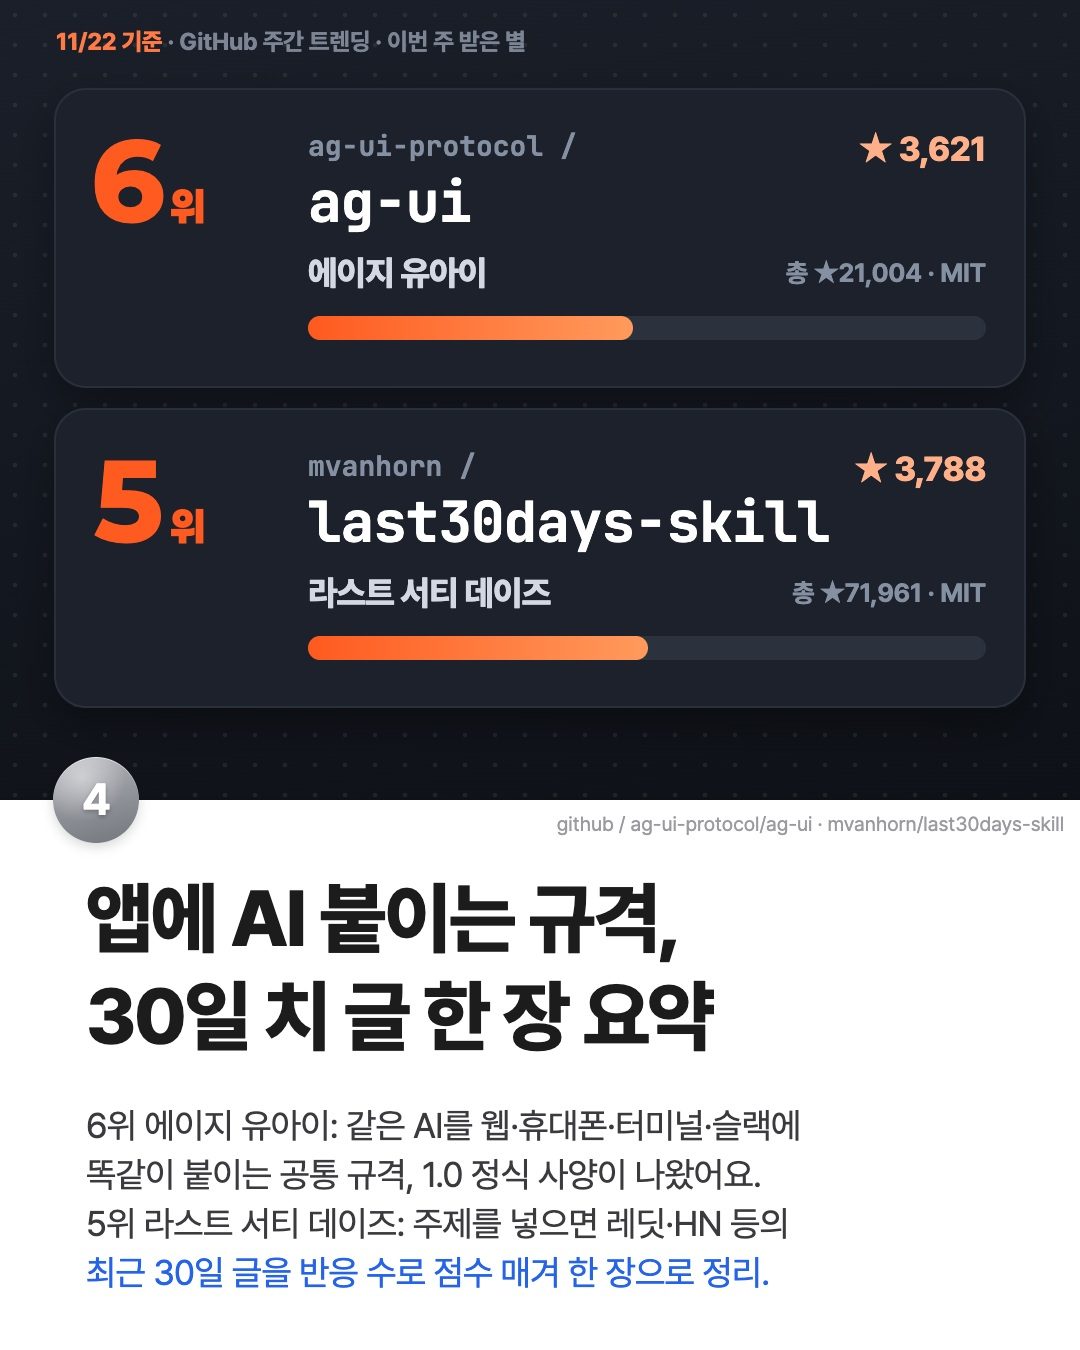 11/22 기준 · GitHub 주간 트렌딩 · 이번 주 받은 별
6위
ag-ui-protocol /
★ 3,621
ag-ui
에이지 유아이
총 ★21,004 · MIT
5위
mvanhorn /
★ 3,788
last30days-skill
라스트 서티 데이즈
총 ★71,961 · MIT
4
github / ag-ui-protocol/ag-ui · mvanhorn/last30days-skill
앱에 AI 붙이는 규격,
30일 치 글 한 장 요약
6위 에이지 유아이: 같은 AI를 웹·휴대폰·터미널·슬랙에
똑같이 붙이는 공통 규격, 1.0 정식 사양이 나왔어요.
5위 라스트 서티 데이즈: 주제를 넣으면 레딧·HN 등의
최근 30일 글을 반응 수로 점수 매겨 한 장으로 정리.